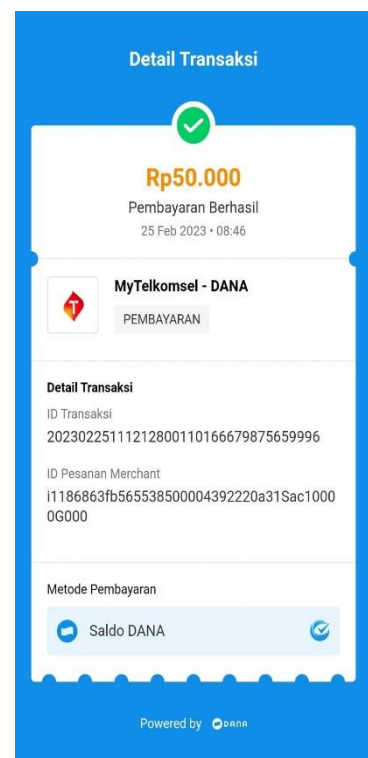 Detail Transaksi
Rp50.000
Pembayaran Berhasil
25 Feb 2023 • 08:46
MyTelkomsel - DANA
T
PEMBAYARAN
Detail Transaksi
ID Transaksi
20230225111212800110166679875659996
ID Pesanan Merchant
i1186863fb565538500004392220a31Sac1000
0G000
Metode Pembayaran
Saldo DANA
Powered by DANA